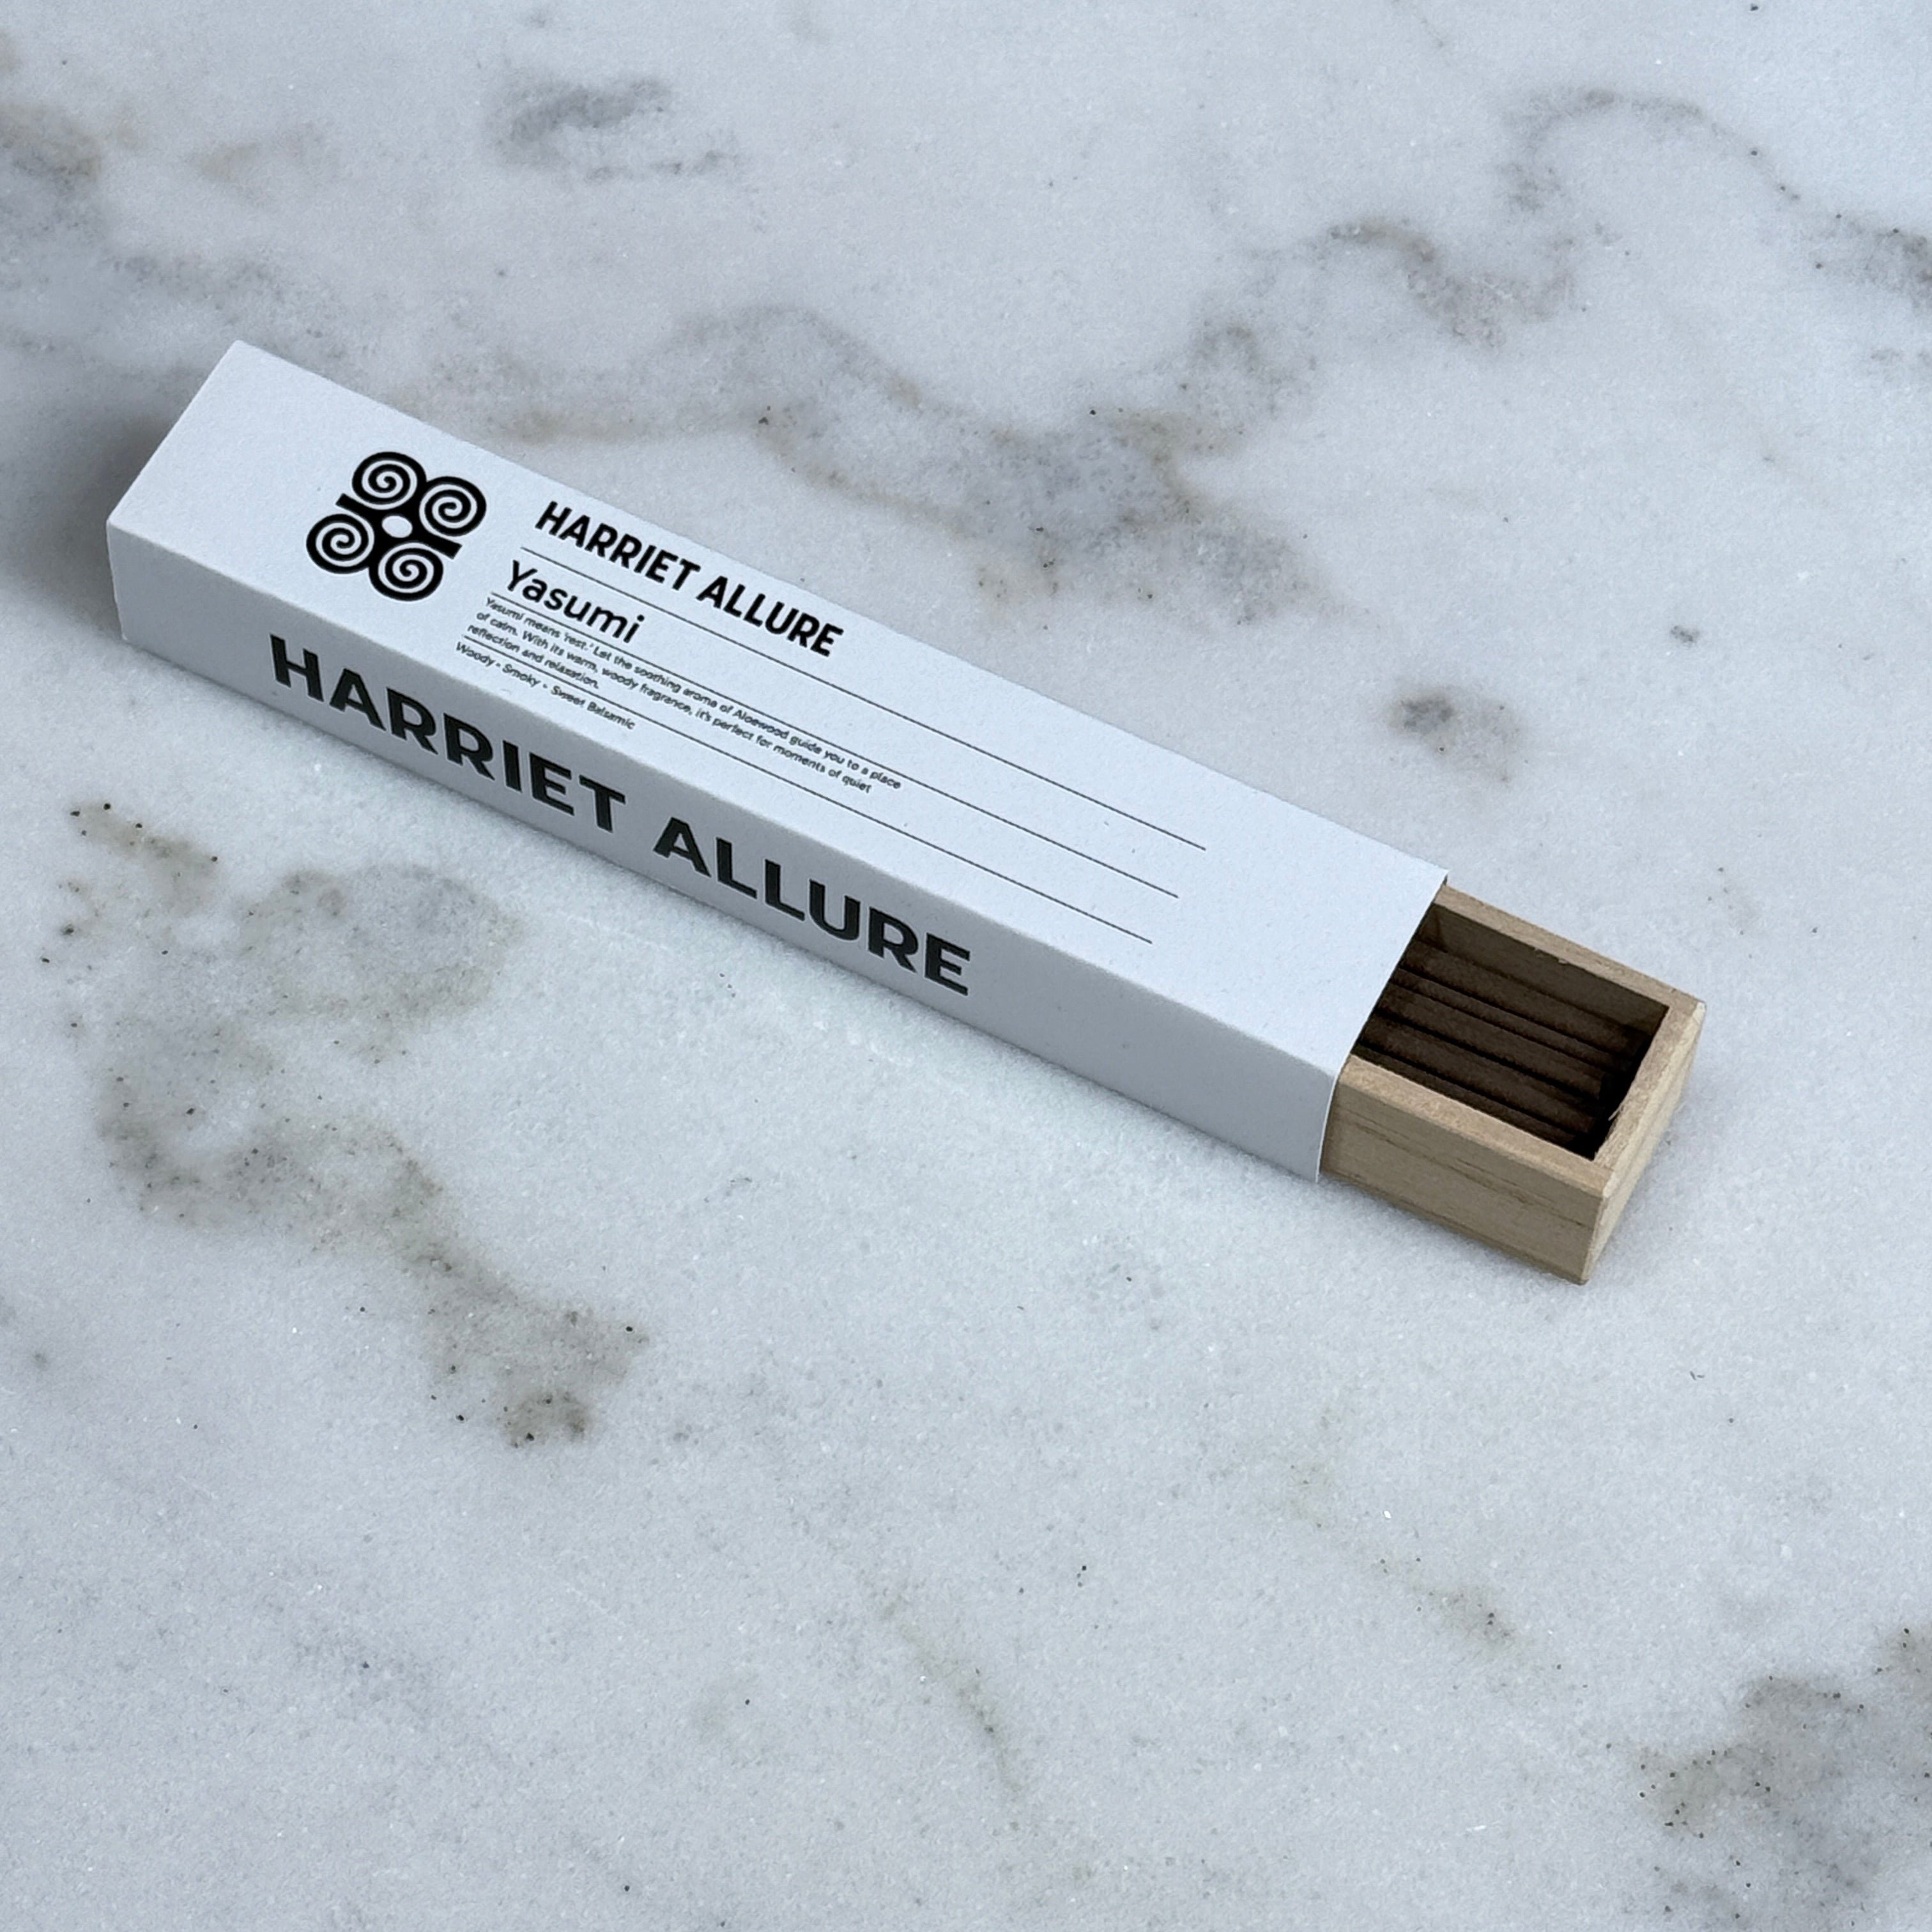 HARRIET ALLURE
Yasumi
Yasumi means 'rest.' Let the soothing aroma of Aloewood guide you to a place
of calm. With its warm, woody fragrance, it's perfect for moments of quiet
reflection and relaxation.
Woody - Smoky - Sweet Balsamic
HARRIET ALLURE